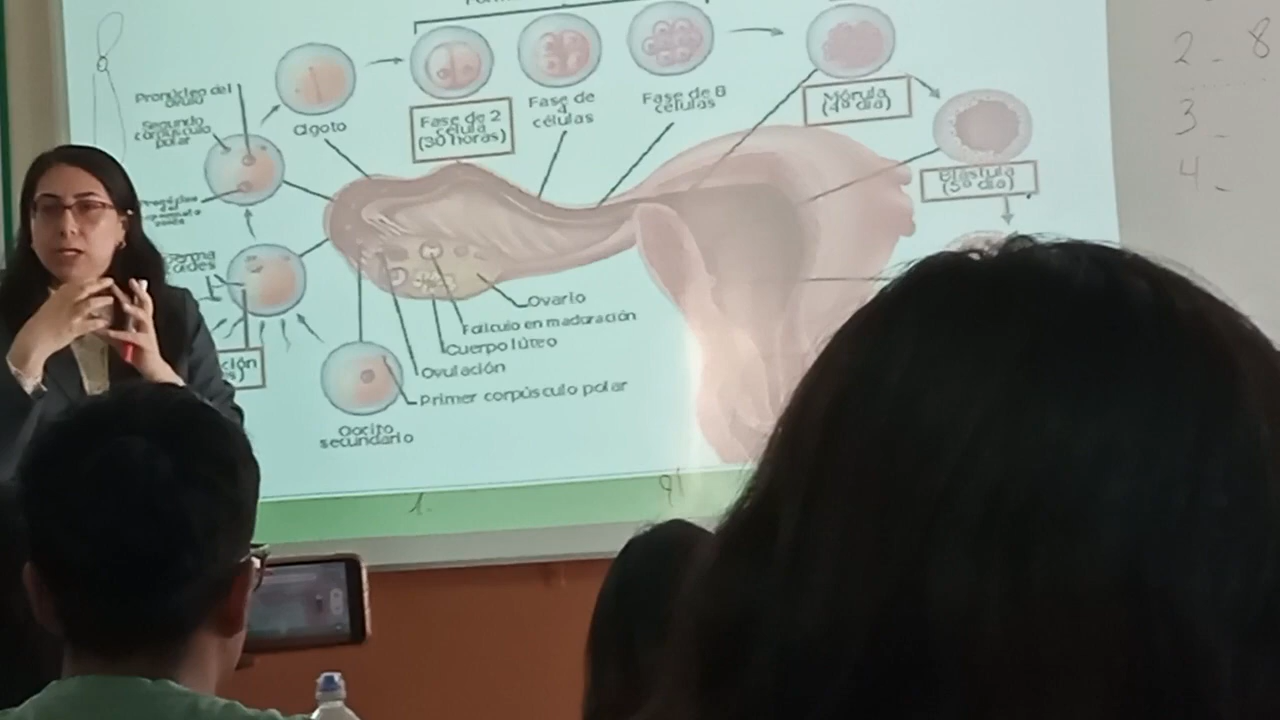 Pronúcleo del
óvulo
Segundo
corpúsculo
polar
Cigoto
Fase de 2
célula
(30 horas)
Fase de
4
células
Fase de 8
células
Mórula
(4º día)
Blástula
(5º día)
Ovario
Folículo en maduración
Cuerpo lúteo
Ovulación
Primer corpúsculo polar
Oocito
secundario
2 - 8
3 -
4 -
1.